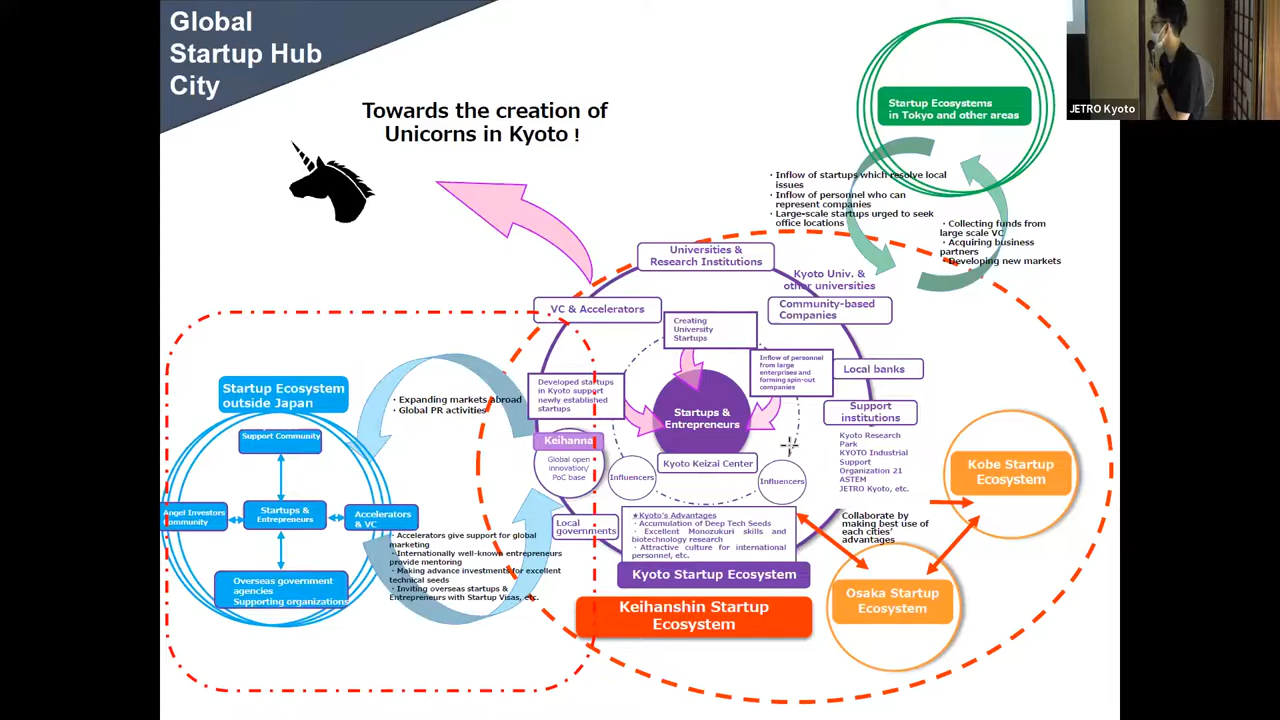 Global
Startup Hub
City
Towards the creation of
Unicorns in Kyoto !
Startup Ecosystems
in Tokyo and other areas
JETRO Kyoto
・Inflow of startups which resolve local
issues
・Inflow of personnel who can
represent companies
・Large-scale startups urged to seek
office locations
・Collecting funds from
large scale VC
・Acquiring business
partners
・Developing new markets
Universities &
Research Institutions
Kyoto Univ. &
other universities
VC & Accelerators
Community-based
Companies
Creating
University
Startups
Inflow of personnel
from large
enterprises and
forming spin-out
companies
Local banks
Developed startups
in Kyoto support
newly established
startups
Startups &
Entrepreneurs
Support
institutions
Kyoto Research
Park
KYOTO Industrial
Support
Organization 21
ASTEM
JETRO Kyoto, etc.
Keihanna
Global open
innovation/
PoC base
Kyoto Keizai Center
Influencers
Influencers
Local
governments
★Kyoto's Advantages
・Accumulation of Deep Tech Seeds
・Excellent Monozukuri skills and
biotechnology research
・Attractive culture for international
personnel, etc.
Kyoto Startup Ecosystem
Keihanshin Startup
Ecosystem
Collaborate by
making best use of
each cities'
advantages
Kobe Startup
Ecosystem
Osaka Startup
Ecosystem
Startup Ecosystem
outside Japan
・Expanding markets abroad
・Global PR activities
Support Community
Angel Investors
Community
Startups &
Entrepreneurs
Accelerators
& VC
Overseas government
agencies
Supporting organizations
・Accelerators give support for global
marketing
・Internationally well-known entrepreneurs
provide mentoring
・Making advance investments for excellent
technical seeds
・Inviting overseas startups &
Entrepreneurs with Startup Visas, etc.